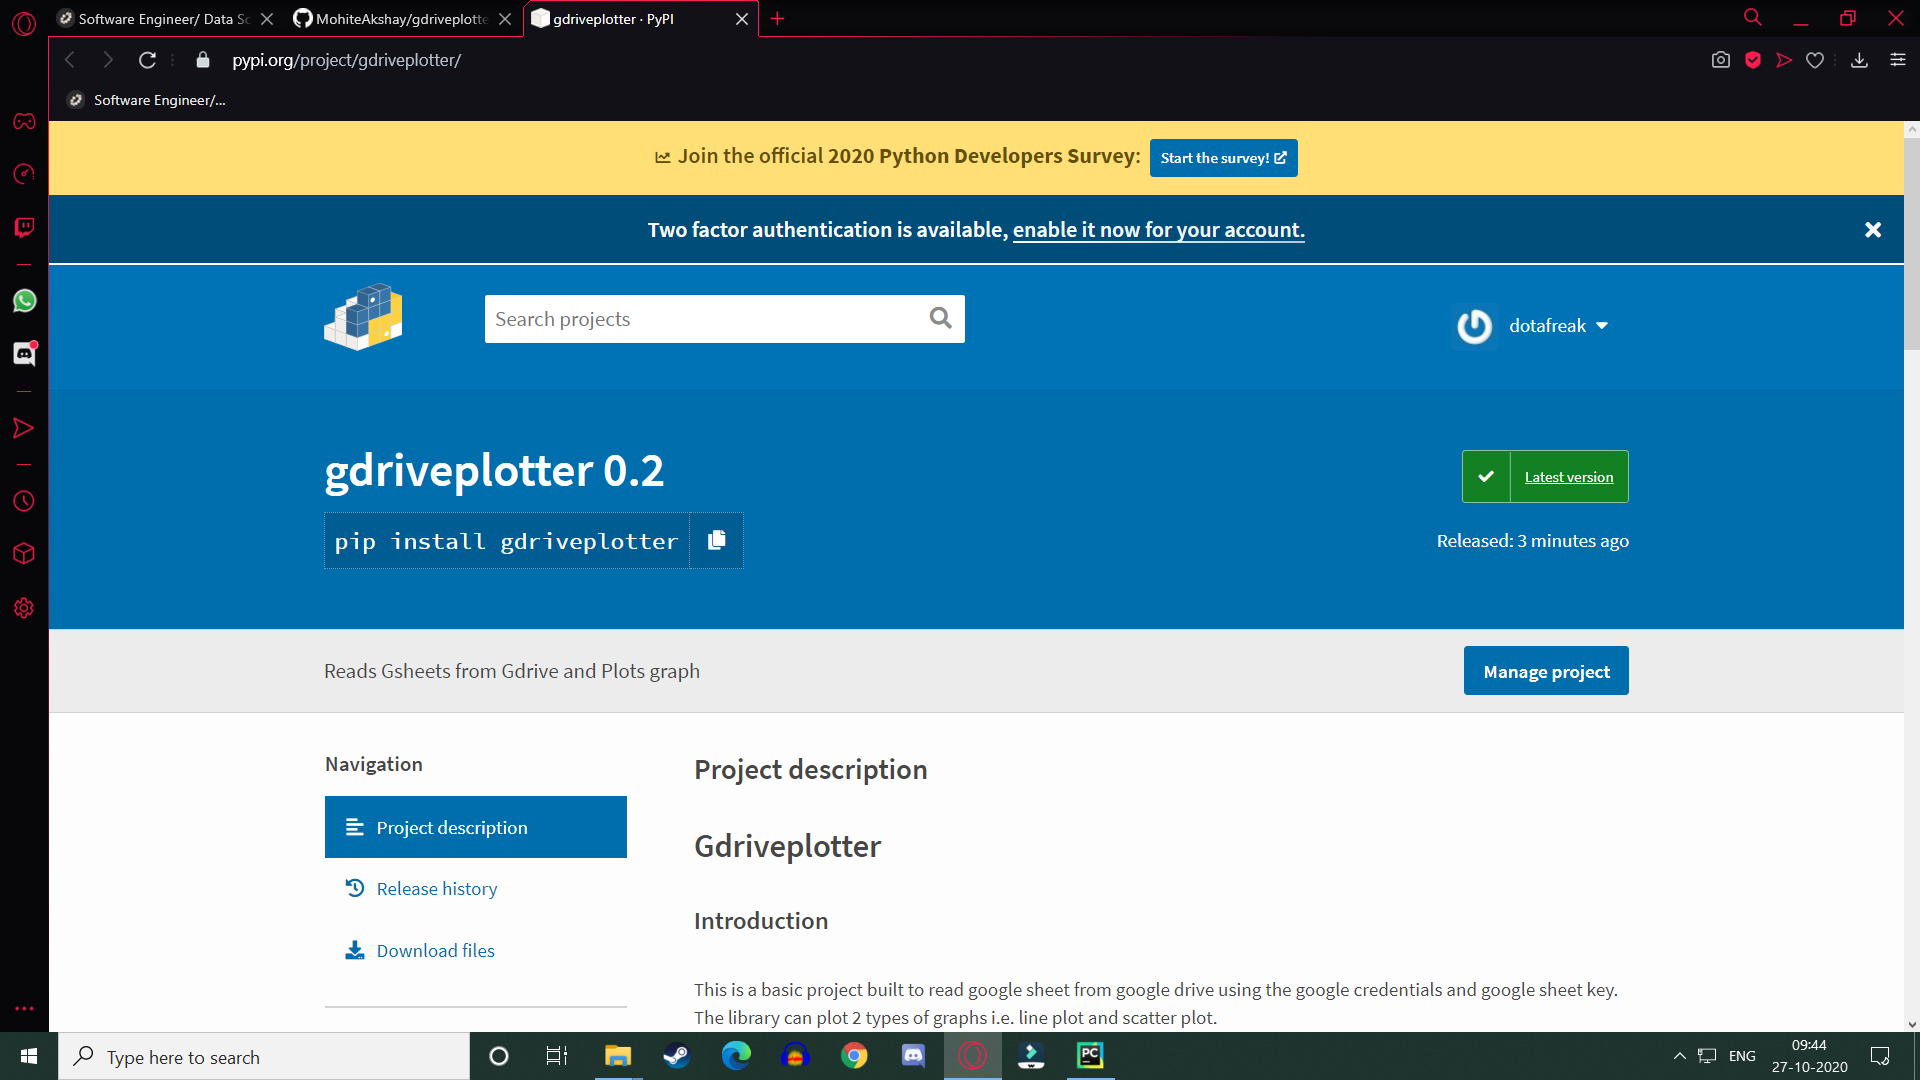 Software Engineer/ Data Sc
MohiteAkshay/gdriveplotte
gdriveplotter · PyPI
pypi.org/project/gdriveplotter/
Software Engineer/...
Join the official 2020 Python Developers Survey:
Start the survey!
Two factor authentication is available, enable it now for your account.
Search projects
dotafreak
gdriveplotter 0.2
Latest version
pip install gdriveplotter
Released: 3 minutes ago
Reads Gsheets from Gdrive and Plots graph
Manage project
Navigation
Project description
Release history
Download files
Project description
Gdriveplotter
Introduction
This is a basic project built to read google sheet from google drive using the google credentials and google sheet key.
The library can plot 2 types of graphs i.e. line plot and scatter plot.
Type here to search
PC
ENG
09:44
27-10-2020